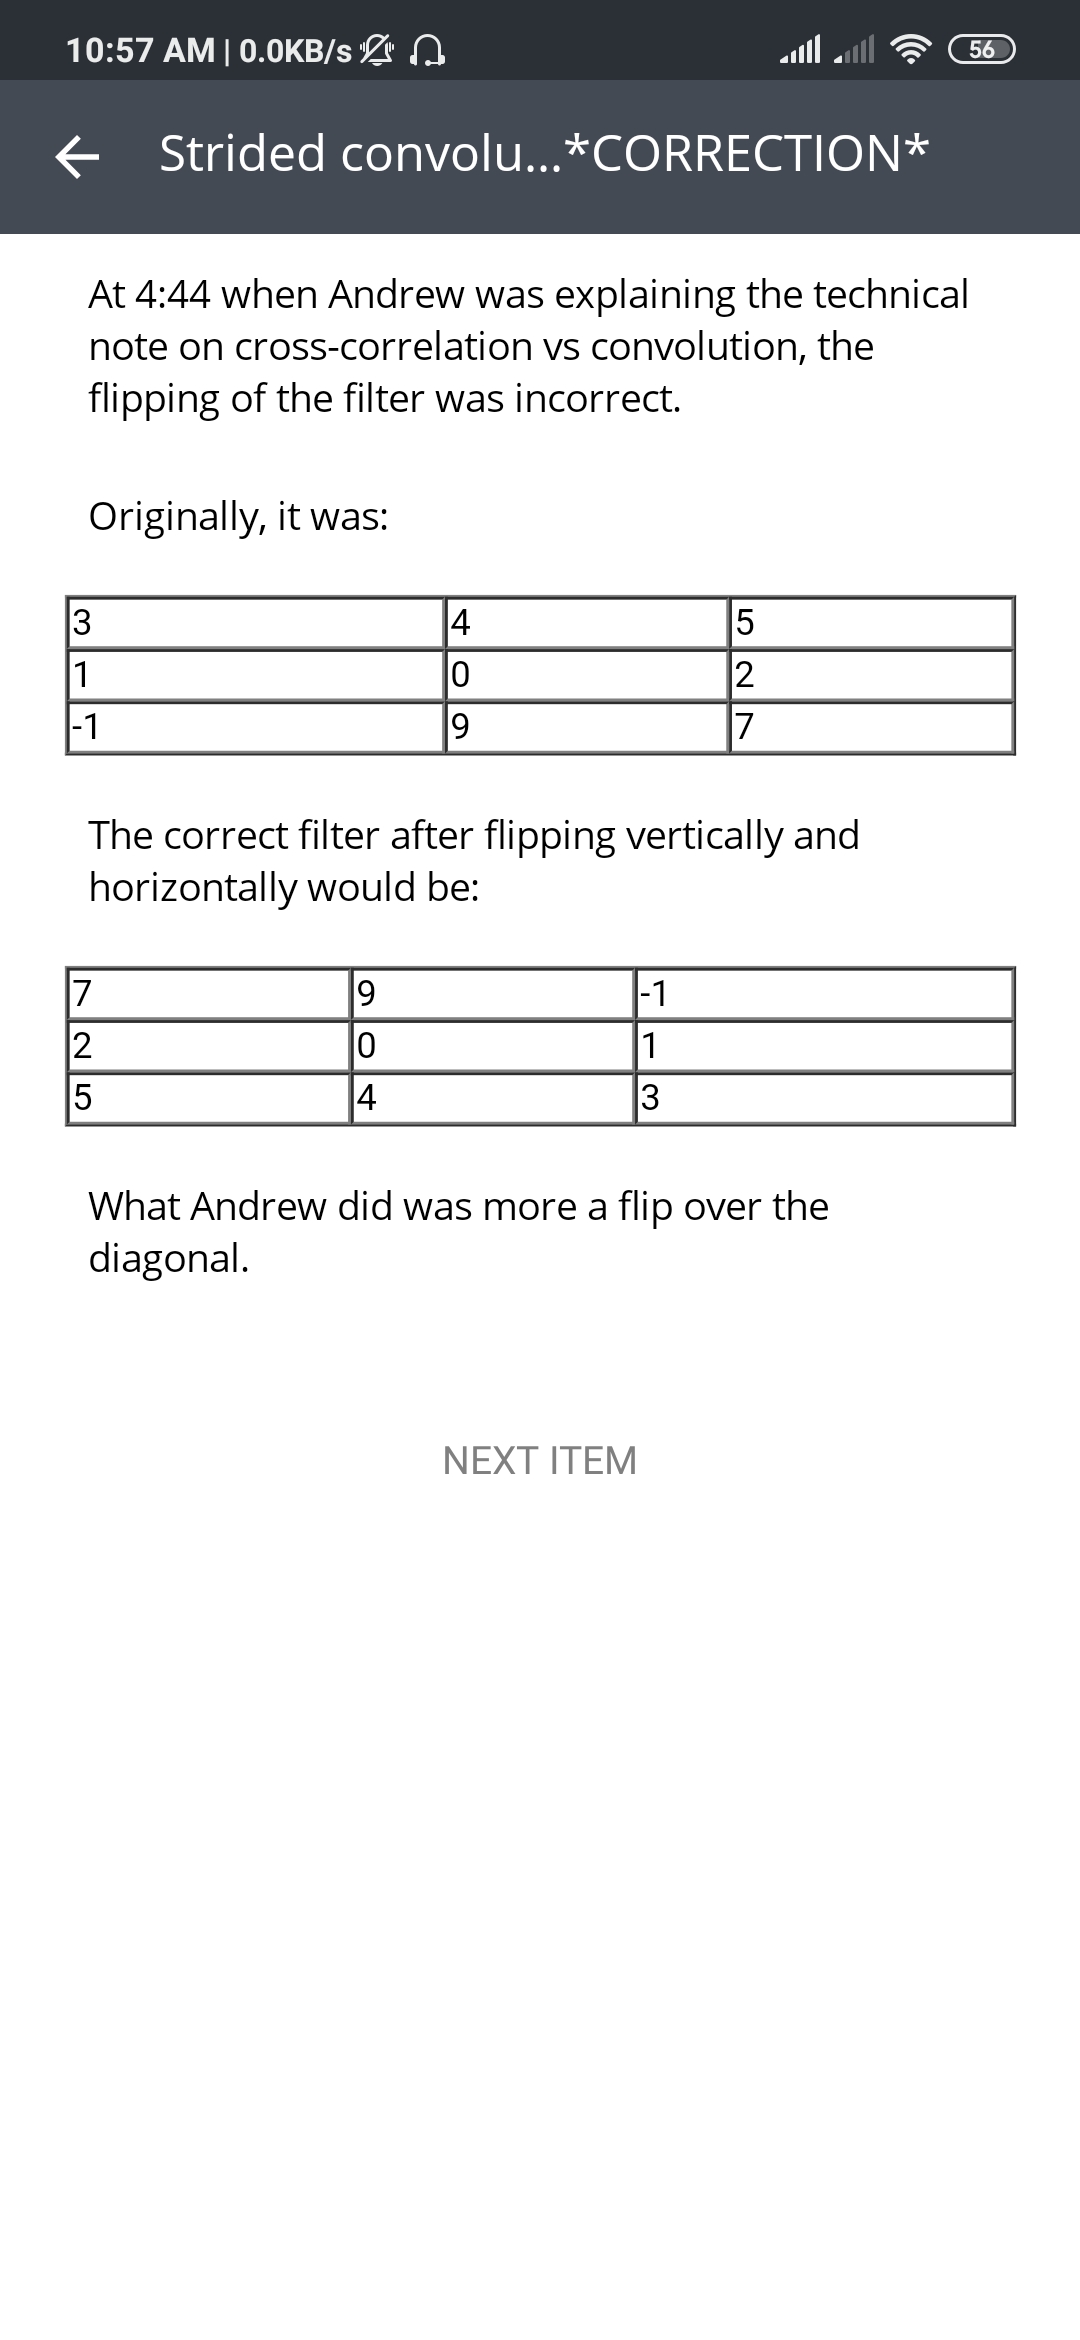 10:57 AM | 0.0KB/s
56
Strided convolu...*CORRECTION*
At 4:44 when Andrew was explaining the technical
note on cross-correlation vs convolution, the
flipping of the filter was incorrect.
Originally, it was:
3 4 5
1 0 2
-1 9 7
The correct filter after flipping vertically and
horizontally would be:
7 9 -1
2 0 1
5 4 3
What Andrew did was more a flip over the
diagonal.
NEXT ITEM